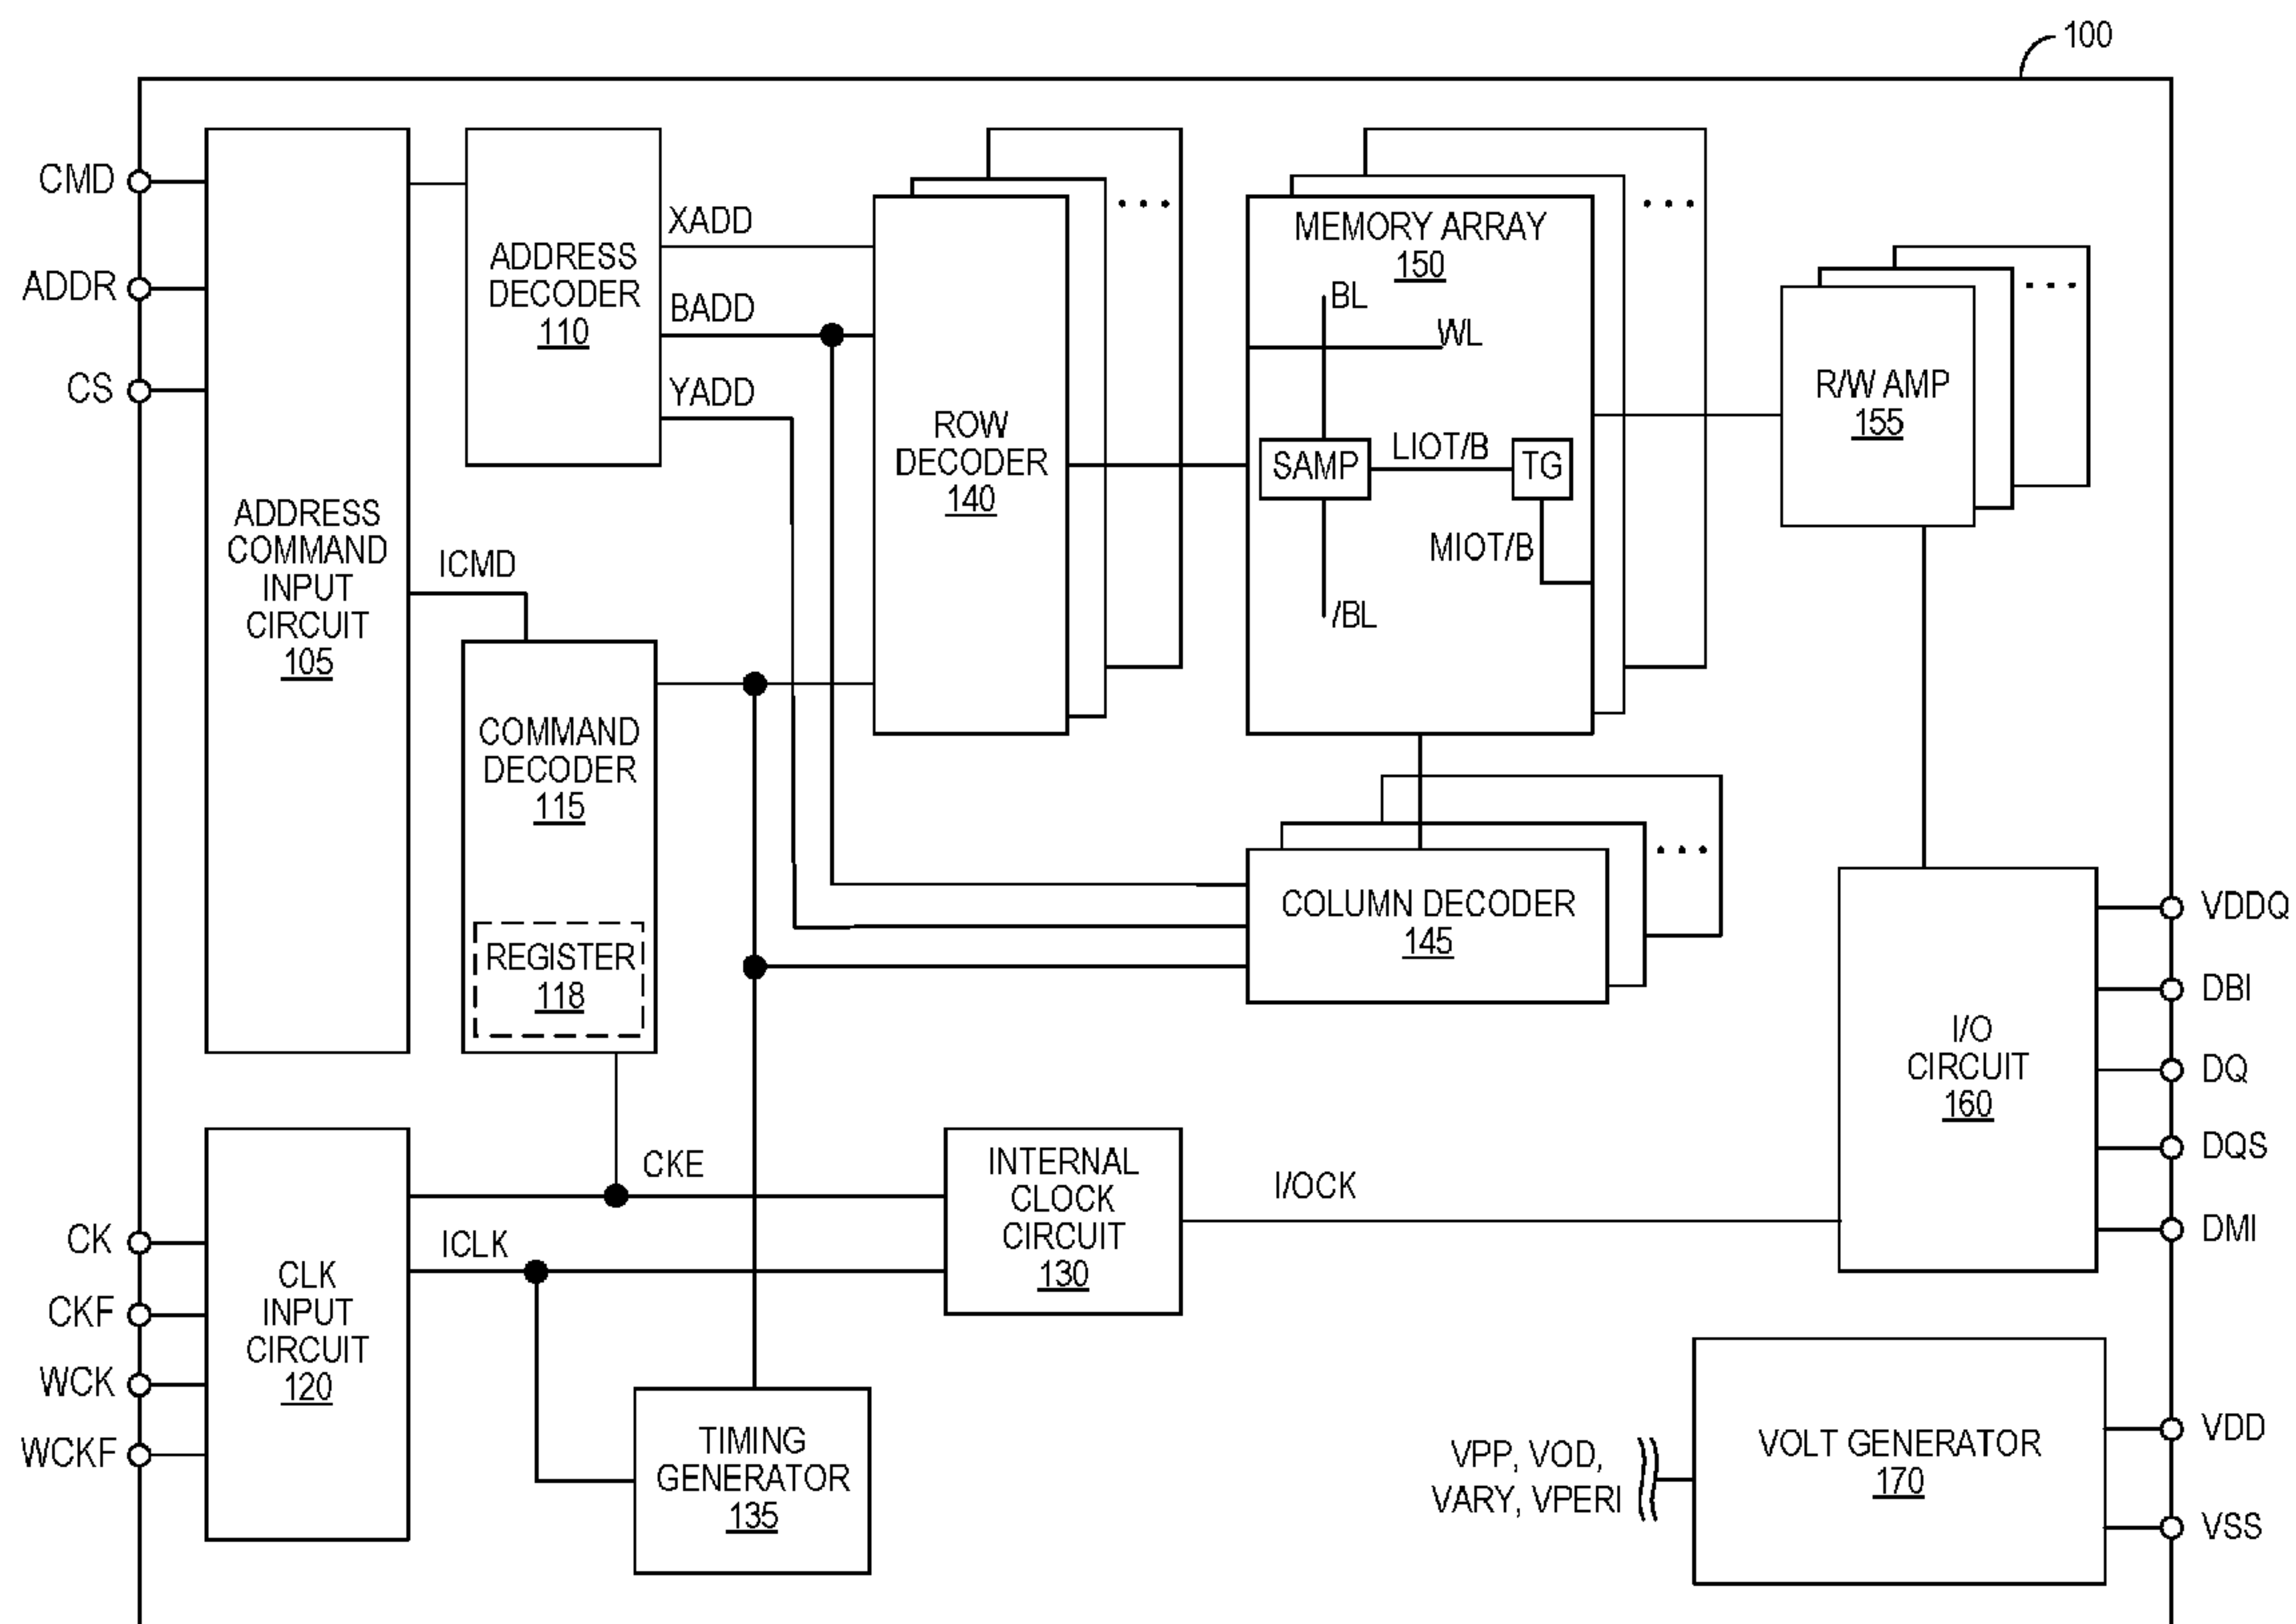 100
CMD
ADDR
CS
ADDRESS
COMMAND
INPUT
CIRCUIT
105
ADDRESS
DECODER
110
XADD
BADD
YADD
ICMD
COMMAND
DECODER
115
REGISTER
118
ROW
DECODER
140
...
MEMORY ARRAY
150
BL
WL
SAMP
LIOT/B
TG
MIOT/B
/BL
...
R/W AMP
155
...
COLUMN DECODER
145
...
I/O
CIRCUIT
160
VDDQ
DBI
DQ
DQS
DMI
CK
CKF
WCK
WCKF
CLK
INPUT
CIRCUIT
120
CKE
ICLK
INTERNAL
CLOCK
CIRCUIT
130
I/OCK
TIMING
GENERATOR
135
VPP, VOD,
VARY, VPERI
VOLT GENERATOR
170
VDD
VSS